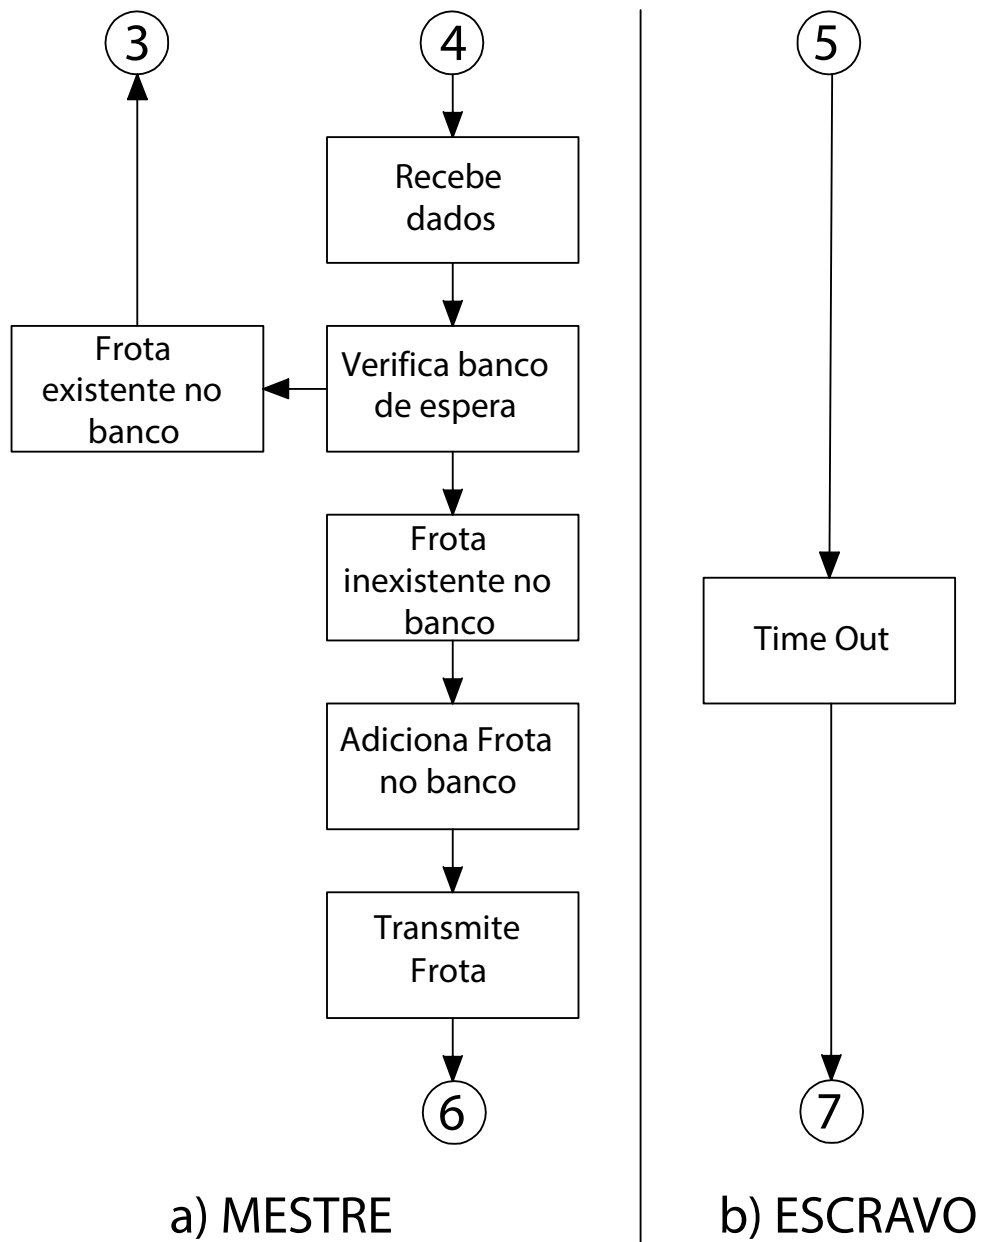 3
4
5
Recebe
dados
Frota
existente no
banco
Verifica banco
de espera
Frota
inexistente no
banco
Time Out
Adiciona Frota
no banco
Transmite
Frota
6
7
a) MESTRE
b) ESCRAVO